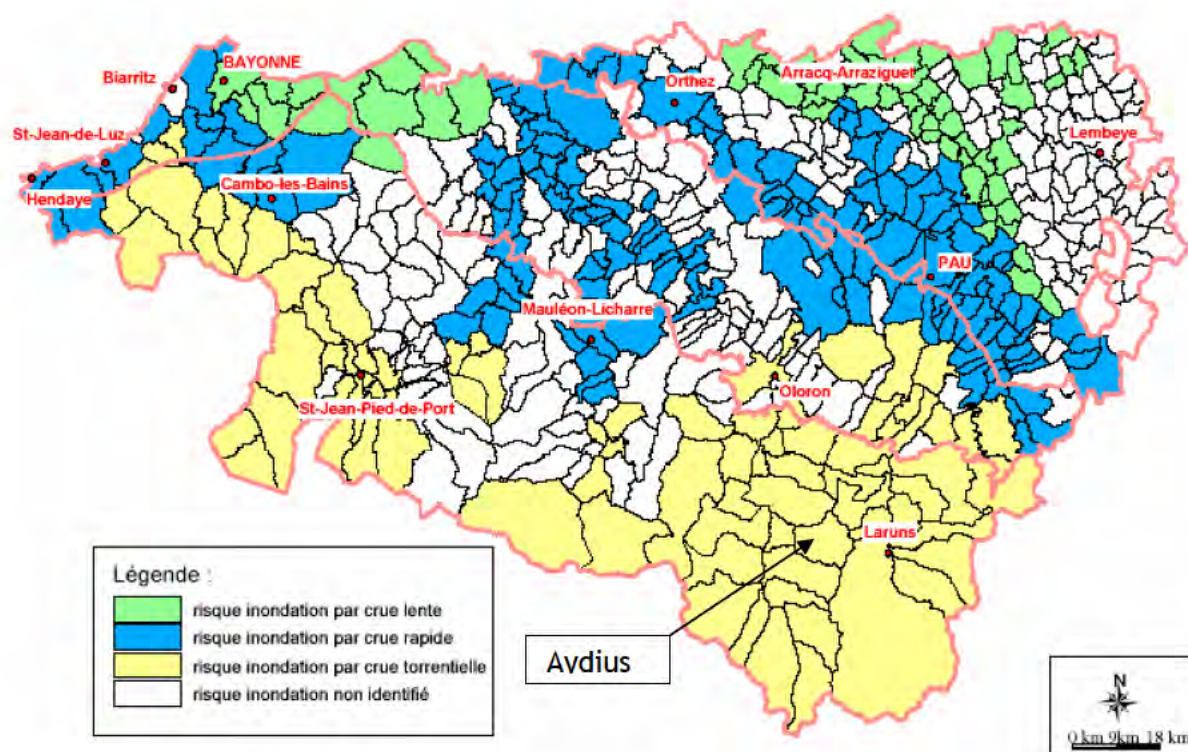 BAYONNE
Biarritz
Orthez
Arracq-Arraziguet
St-Jean-de-Luz
Lembeye
Cambo-les-Bains
Hendaye
PAU
Mauléon-Licharre
Oloron
St-Jean-Pied-de-Port
Laruns
Légende :
risque inondation par crue lente
risque inondation par crue rapide
risque inondation par crue torrentielle
risque inondation non identifié
Aydius
N
0 km 9km 18 km